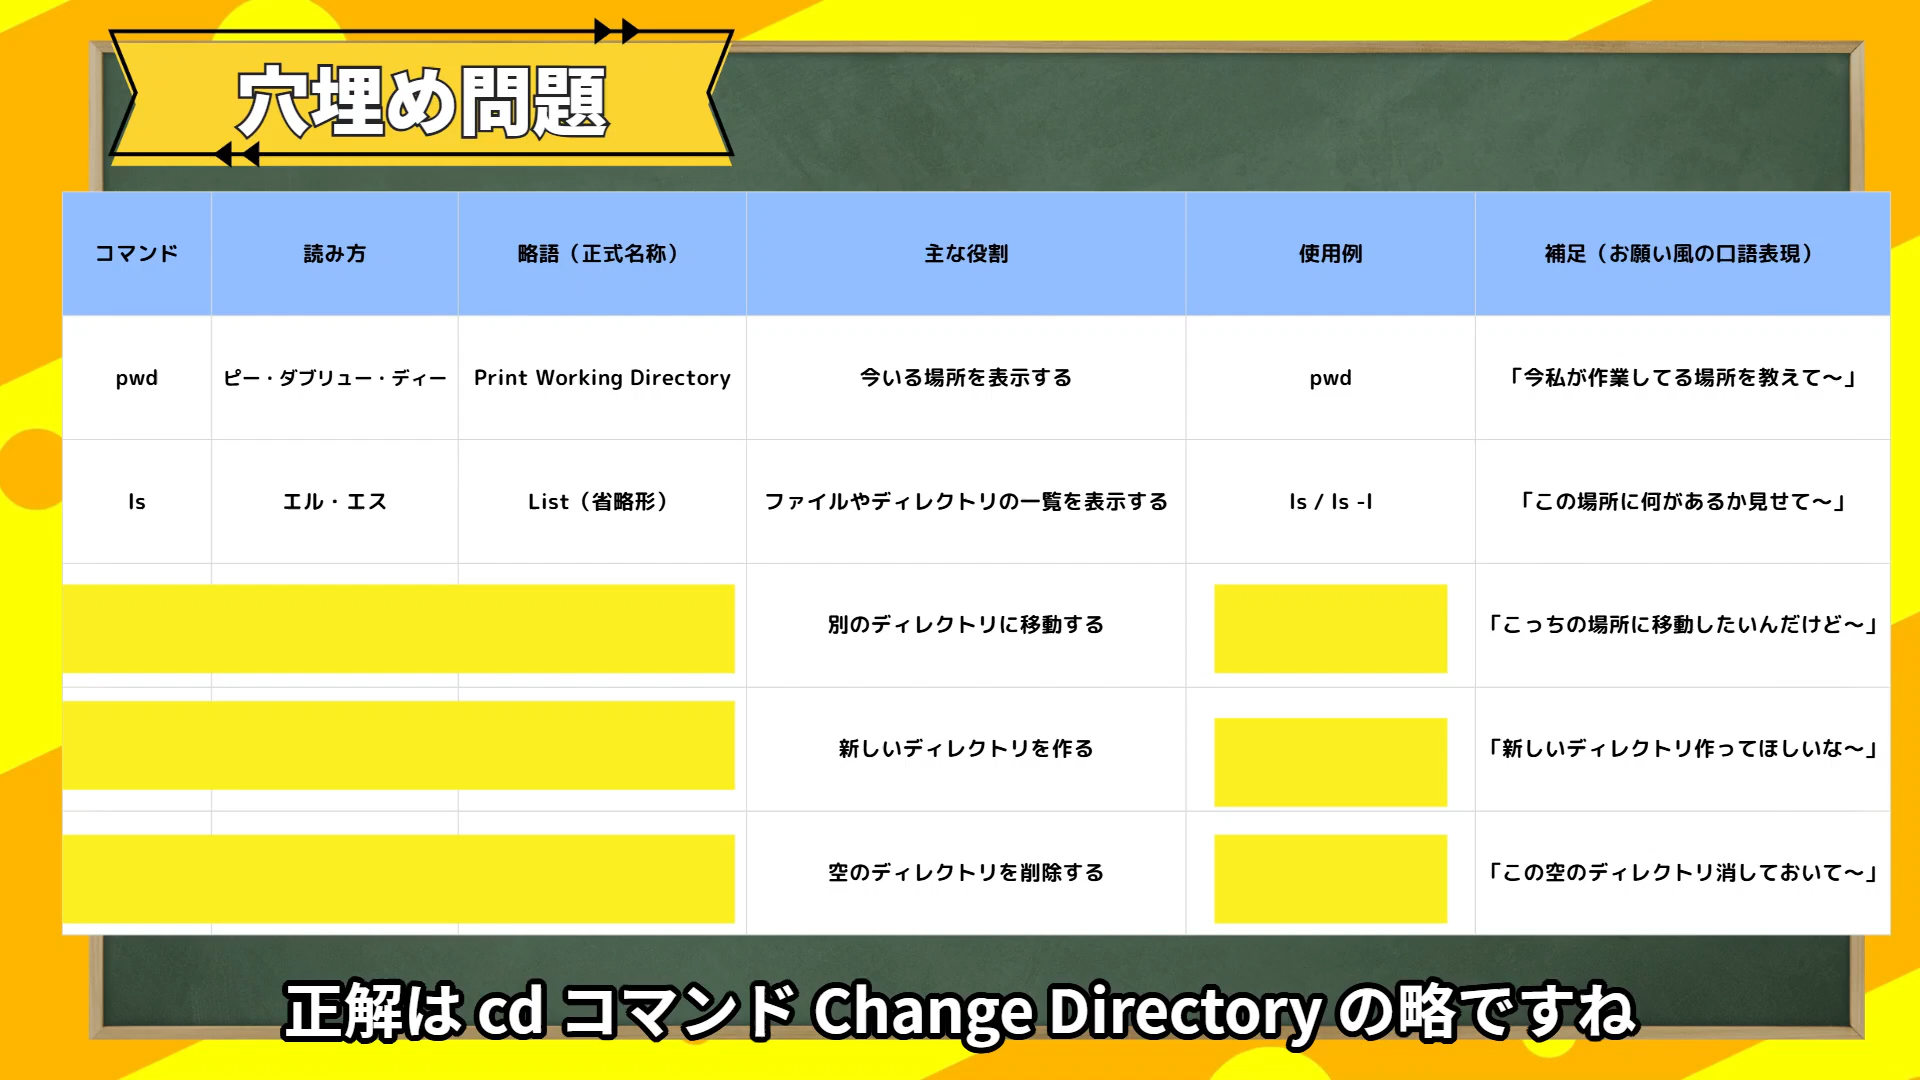 穴埋め問題
コマンド 読み方 略語（正式名称） 主な役割 使用例 補足（お願い風の口語表現）
pwd ピー・ダブリュー・ディー Print Working Directory 今いる場所を表示する pwd 「今私が作業してる場所を教えて～」
ls エル・エス List（省略形） ファイルやディレクトリの一覧を表示する ls / ls -l 「この場所に何があるか見せて～」
別のディレクトリに移動する 「こっちの場所に移動したいんだけど～」
新しいディレクトリを作る 「新しいディレクトリ作ってほしいな～」
空のディレクトリを削除する 「この空のディレクトリ消しておいて～」
正解は cd コマンド Change Directory の略ですね